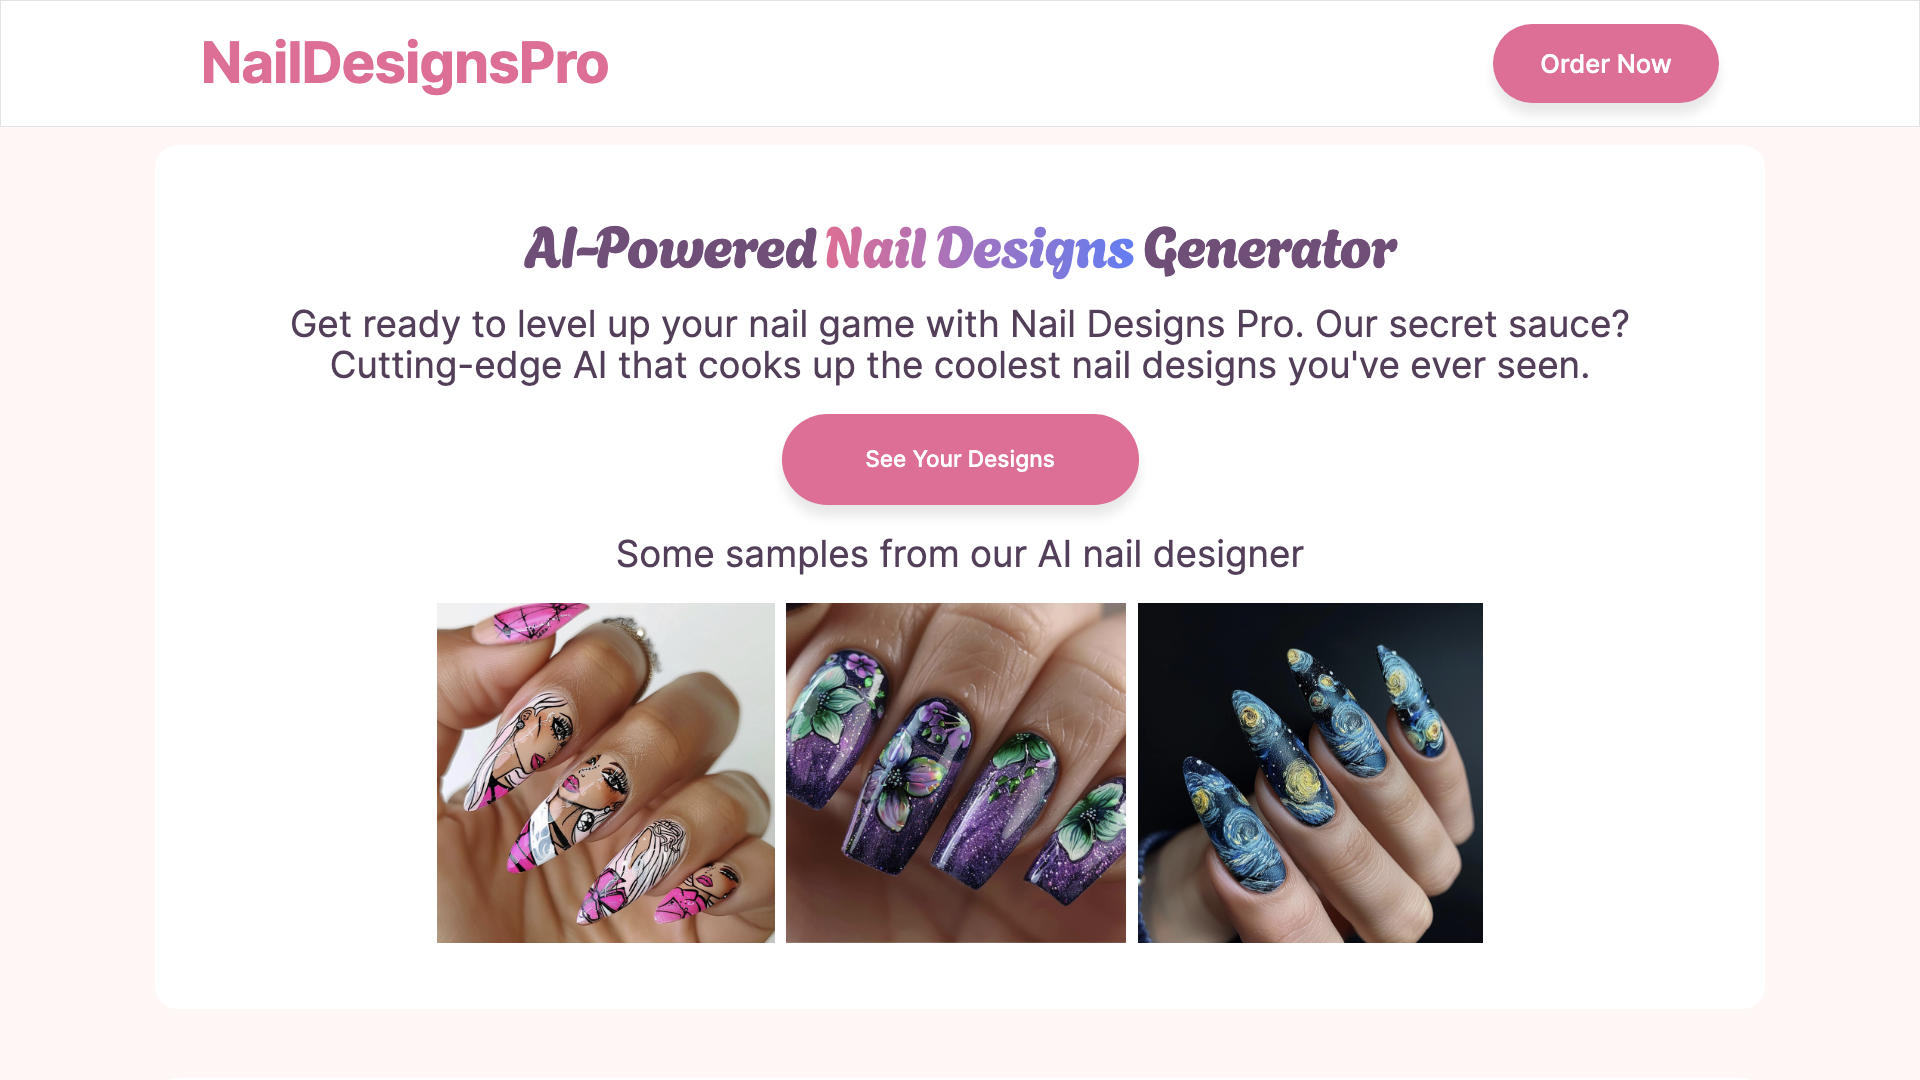 NailDesignsPro
Order Now
AI-Powered Nail Designs Generator
Get ready to level up your nail game with Nail Designs Pro. Our secret sauce?
Cutting-edge AI that cooks up the coolest nail designs you've ever seen.
See Your Designs
Some samples from our AI nail designer